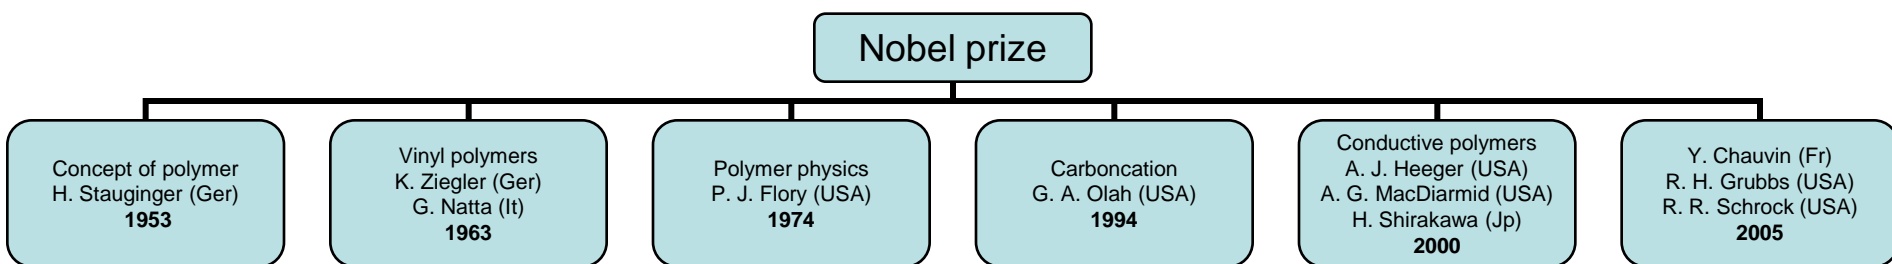 Nobel prize
Concept of polymer
H. Stauginger (Ger)
1953
Vinyl polymers
K. Ziegler (Ger)
G. Natta (It)
1963
Polymer physics
P. J. Flory (USA)
1974
Carboncation
G. A. Olah (USA)
1994
Conductive polymers
A. J. Heeger (USA)
A. G. MacDiarmid (USA)
H. Shirakawa (Jp)
2000
Y. Chauvin (Fr)
R. H. Grubbs (USA)
R. R. Schrock (USA)
2005